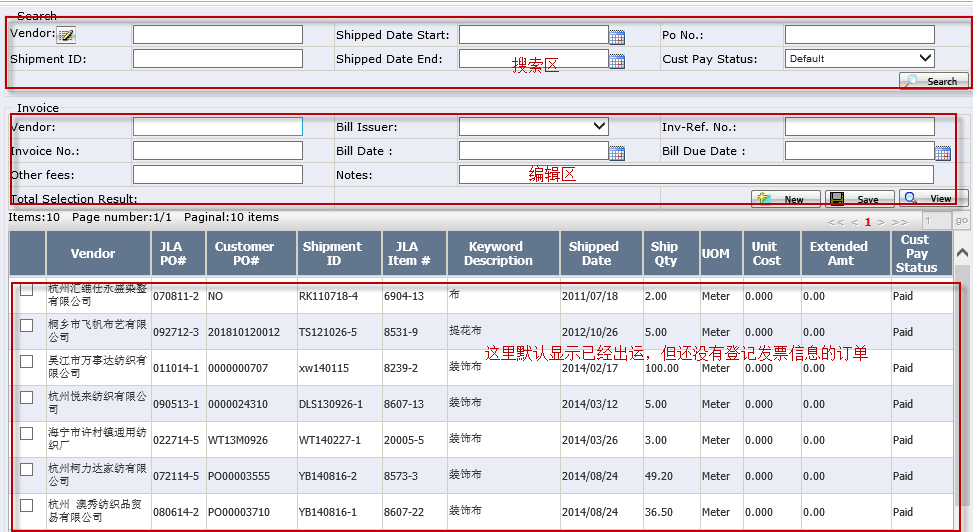 Search
Vendor: Shipped Date Start: Po No.:
Shipment ID: Shipped Date End: Cust Pay Status: Default
搜索区
Search
Invoice
Vendor: Bill Issuer: Inv-Ref. No.:
Invoice No.: Bill Date : Bill Due Date :
Other fees: Notes: 编辑区
Total Selection Result: New Save View
Items:10 Page number:1/1 Paginal:10 items << < 1 > >> 1 go
Vendor JLA PO# Customer PO# Shipment ID JLA Item # Keyword Description Shipped Date Ship Qty UOM Unit Cost Extended Amt Cust Pay Status
杭州汇维仕永盛染整有限公司 070811-2 NO RK110718-4 6904-13 布 2011/07/18 2.00 Meter 0.000 0.00 Paid
桐乡市飞帆布艺有限公司 092712-3 201810120012 TS121026-5 8531-9 提花布 2012/10/26 5.00 Meter 0.000 0.00 Paid
这里默认显示已经出运，但还没有登记发票信息的订单
吴江市万事达纺织有限公司 011014-1 0000000707 xw140115 8239-2 装饰布 2014/02/17 100.00 Meter 0.000 0.00 Paid
杭州悦来纺织有限公司 090513-1 0000024310 DLS130926-1 8607-13 装饰布 2014/03/12 5.00 Meter 0.000 0.00 Paid
海宁市许村镇通用纺织厂 022714-5 WT13M0926 WT140227-1 20005-5 装饰布 2014/03/26 3.00 Meter 0.000 0.00 Paid
杭州柯力达家纺有限公司 072114-5 PO00003555 YB140816-2 8573-3 装饰布 2014/08/24 49.20 Meter 0.000 0.00 Paid
杭州 澳秀纺织品贸易有限公司 080614-2 PO00003710 YB140816-1 8607-22 装饰布 2014/08/24 36.50 Meter 0.000 0.00 Paid